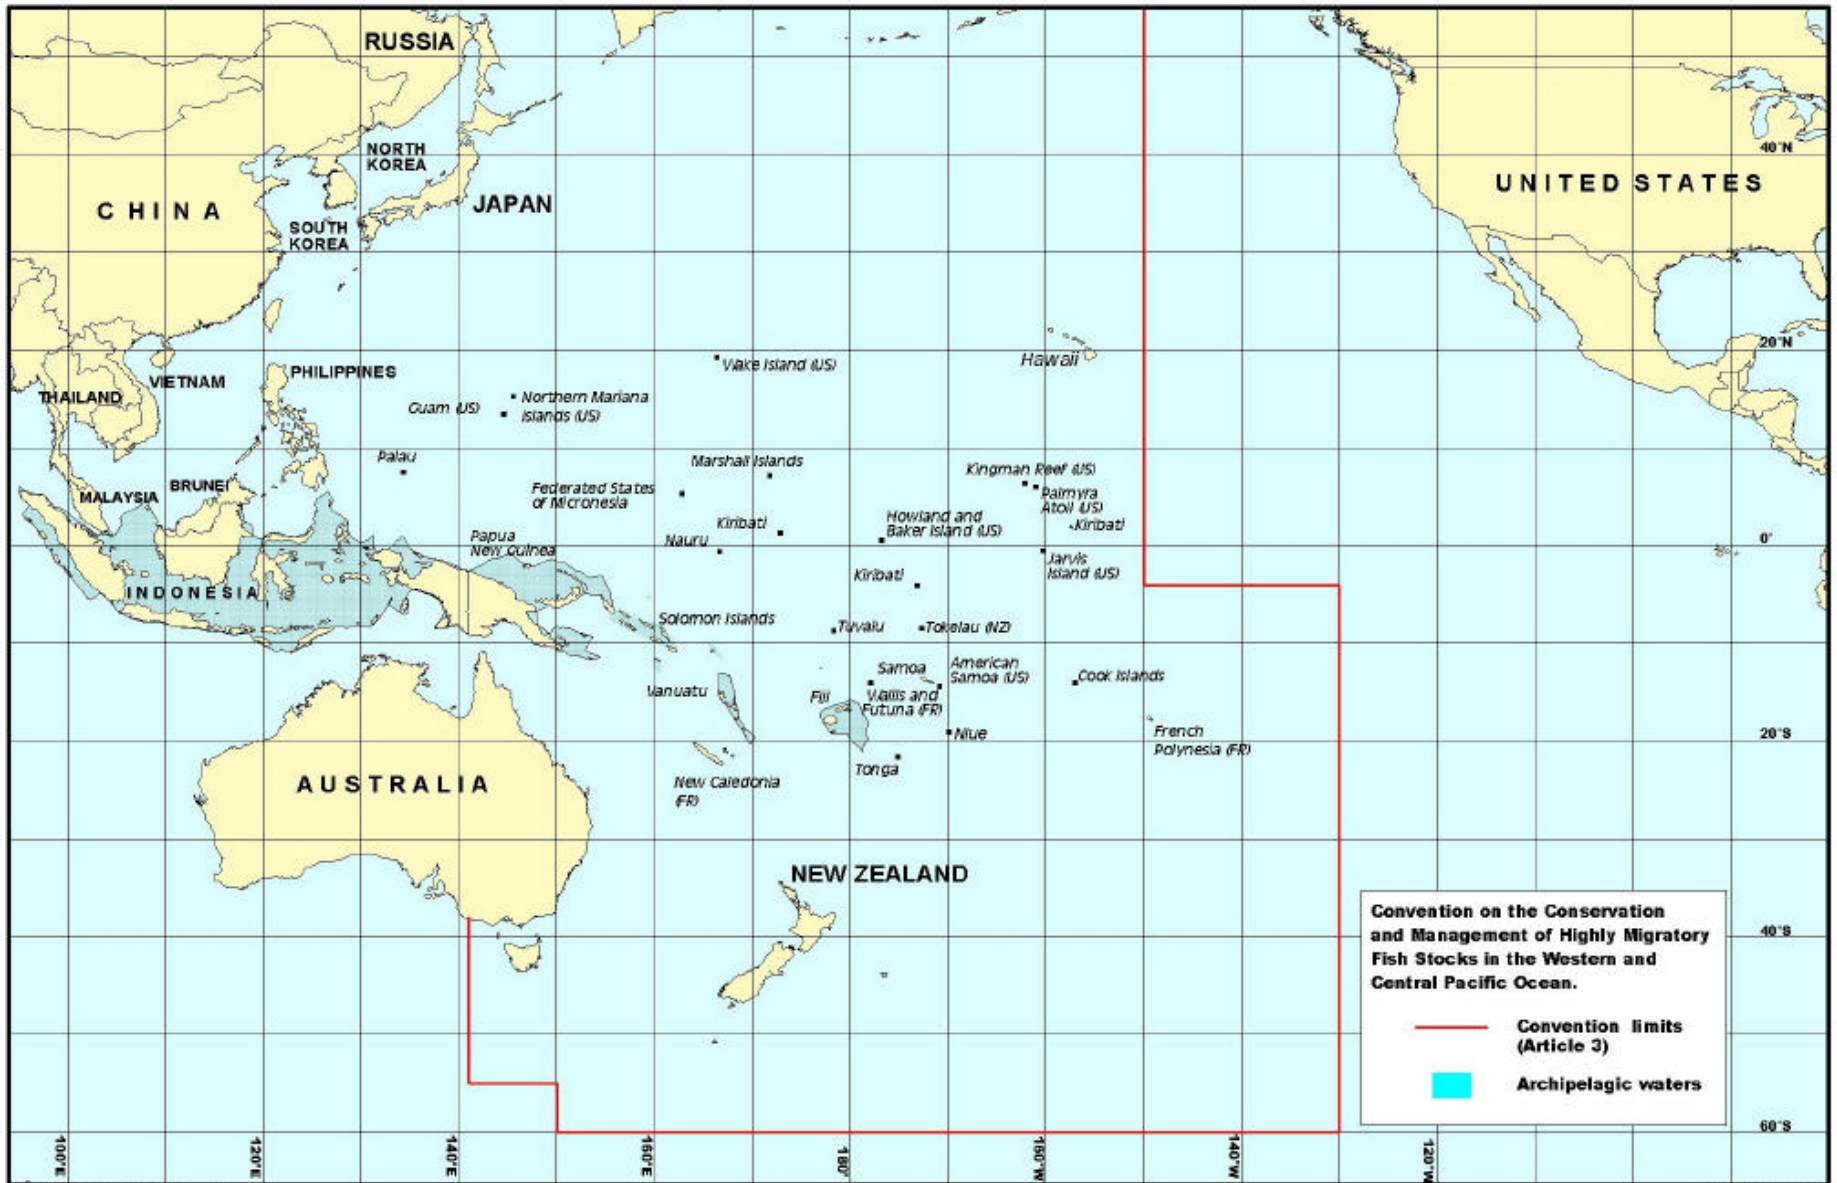 RUSSIA
NORTH
KOREA
40°N
UNITED STATES
CHINA
JAPAN
SOUTH
KOREA
20°N
Wake Island (US)
Hawaii
PHILIPPINES
VIETNAM
THAILAND
Guam (US)
Northern Mariana
Islands (US)
Palau
Marshall Islands
Kingman Reef (US)
BRUNEI
MALAYSIA
Federated States
of Micronesia
Palmyra
Atoll (US)
Kiribati
Howland and
Baker Island (US)
Kiribati
Papua
New Guinea
Nauru
0°
Jarvis
Island (US)
Kiribati
INDONESIA
Solomon Islands
Tuvalu
Tokelau (NZ)
Samoa
American
Samoa (US)
Cook Islands
Vanuatu
Fiji
Wallis and
Futuna (FR)
Niue
French
Polynesia (FR)
20°S
Tonga
New Caledonia
(FR)
AUSTRALIA
NEW ZEALAND
Convention on the Conservation
and Management of Highly Migratory
Fish Stocks in the Western and
Central Pacific Ocean.
40°S
Convention limits
(Article 3)
Archipelagic waters
60°S
100°E
120°E
140°E
160°E
180°
160°W
140°W
120°W